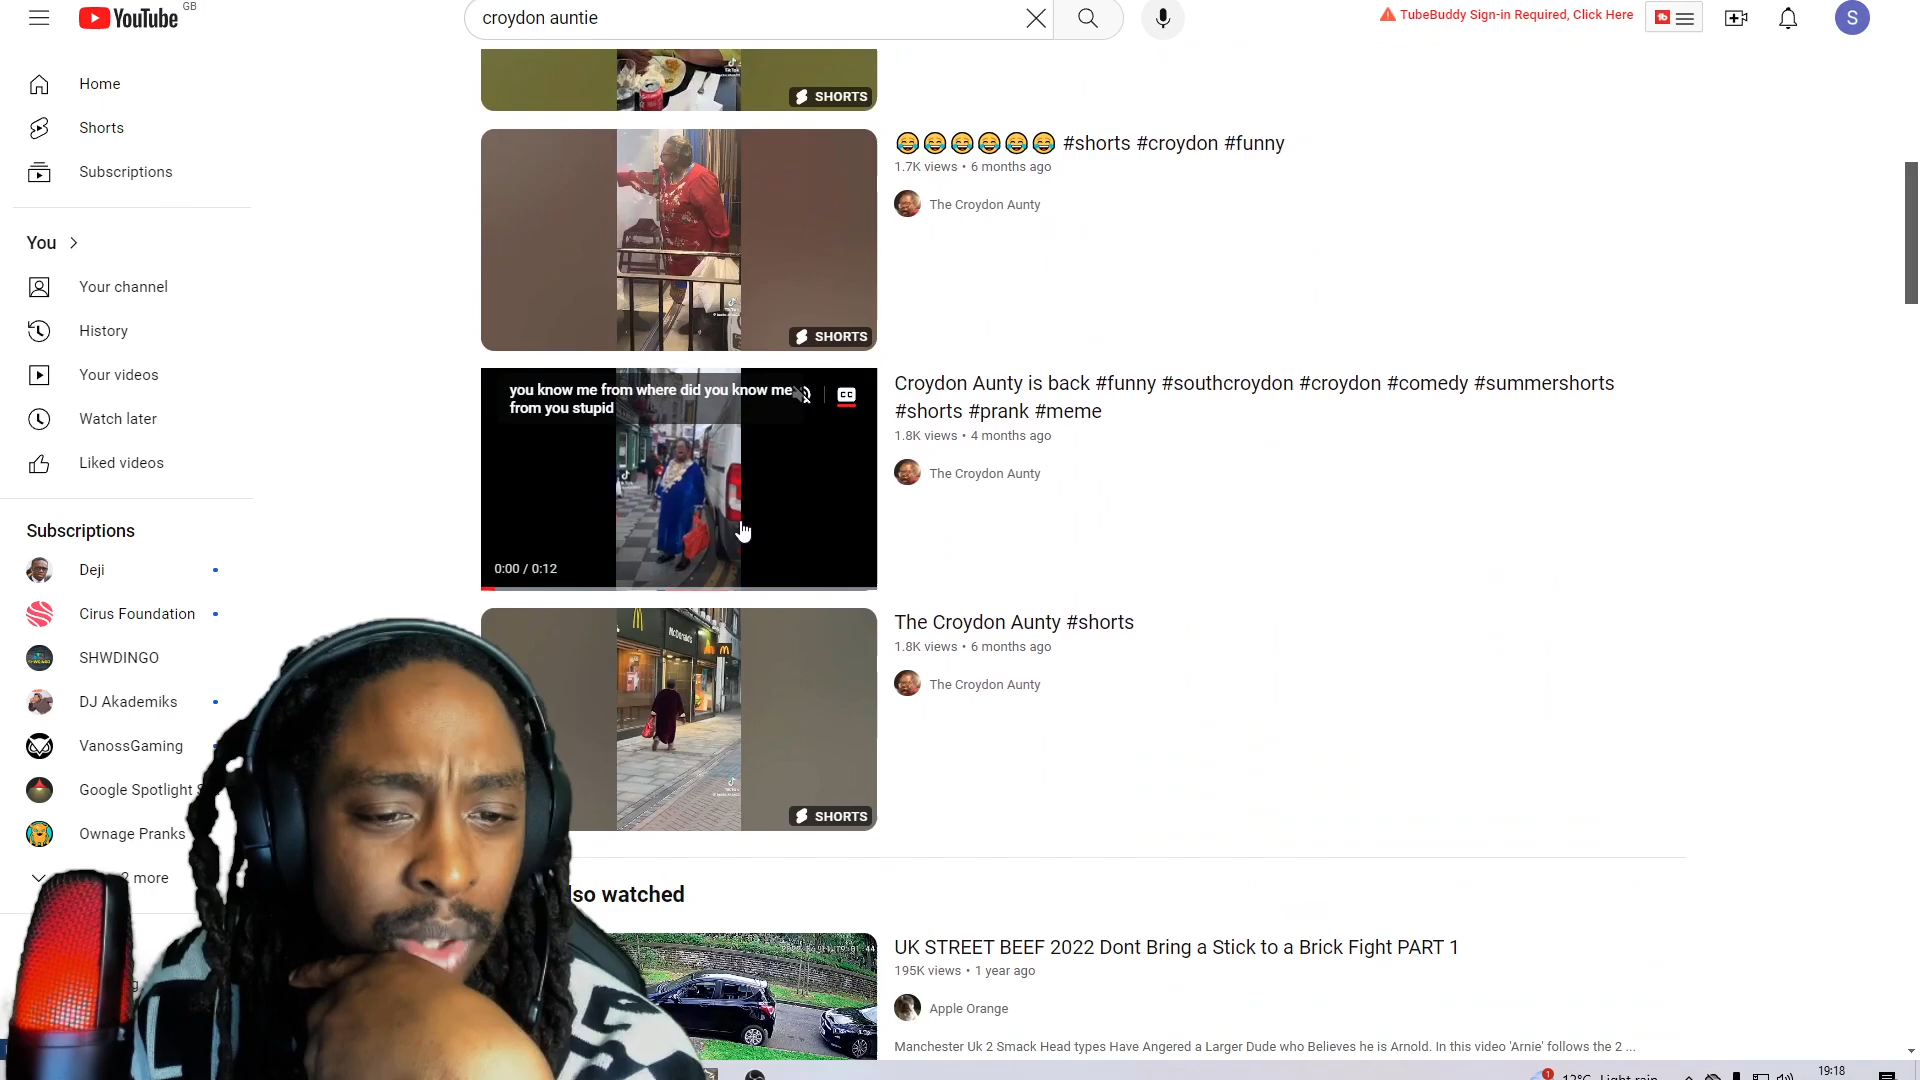 YouTube GB
croydon auntie
TubeBuddy Sign-in Required, Click Here
S
Home
Shorts
Subscriptions
You
Your channel
History
Your videos
Watch later
Liked videos
Subscriptions
Deji
Cirus Foundation
SHWDINGO
DJ Akademiks
VanossGaming
Google Spotlight
Ownage Pranks
2 more
SHORTS
😂😂😂😂😂😂 #shorts #croydon #funny
1.7K views • 6 months ago
The Croydon Aunty
SHORTS
you know me from where did you know me
from you stupid
CC
0:00 / 0:12
Croydon Aunty is back #funny #southcroydon #croydon #comedy #summershorts
#shorts #prank #meme
1.8K views • 4 months ago
The Croydon Aunty
McDonald's
SHORTS
The Croydon Aunty #shorts
1.8K views • 6 months ago
The Croydon Aunty
lso watched
UK STREET BEEF 2022 Dont Bring a Stick to a Brick Fight PART 1
195K views • 1 year ago
Apple Orange
Manchester Uk 2 Smack Head types Have Angered a Larger Dude who Believes he is Arnold. In this video 'Arnie' follows the 2 ...
1
12°C Light rain
19:18